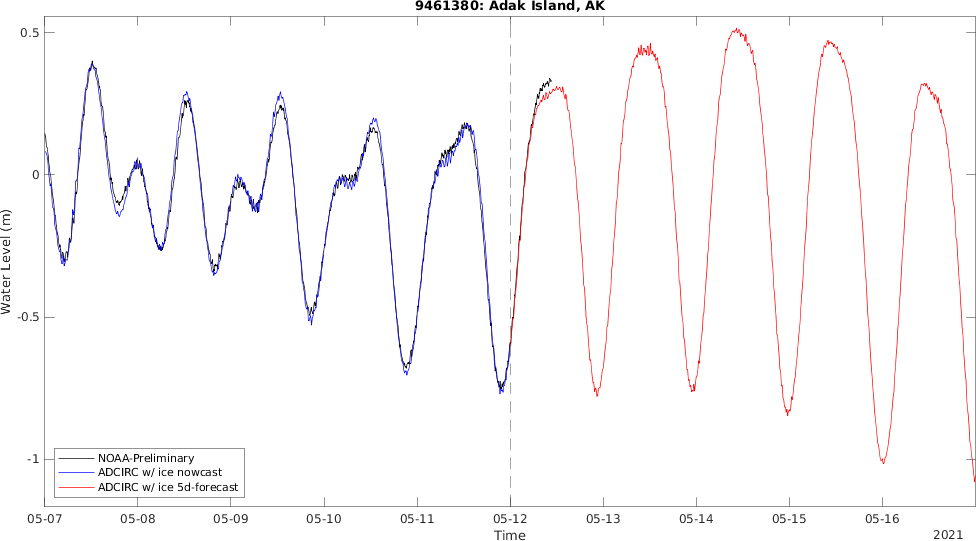 9461380: Adak Island, AK
0.5
0
-0.5
-1
Water Level (m)
NOAA-Preliminary
ADCIRC w/ ice nowcast
ADCIRC w/ ice 5d-forecast
05-07 05-08 05-09 05-10 05-11 05-12 05-13 05-14 05-15 05-16
Time
2021